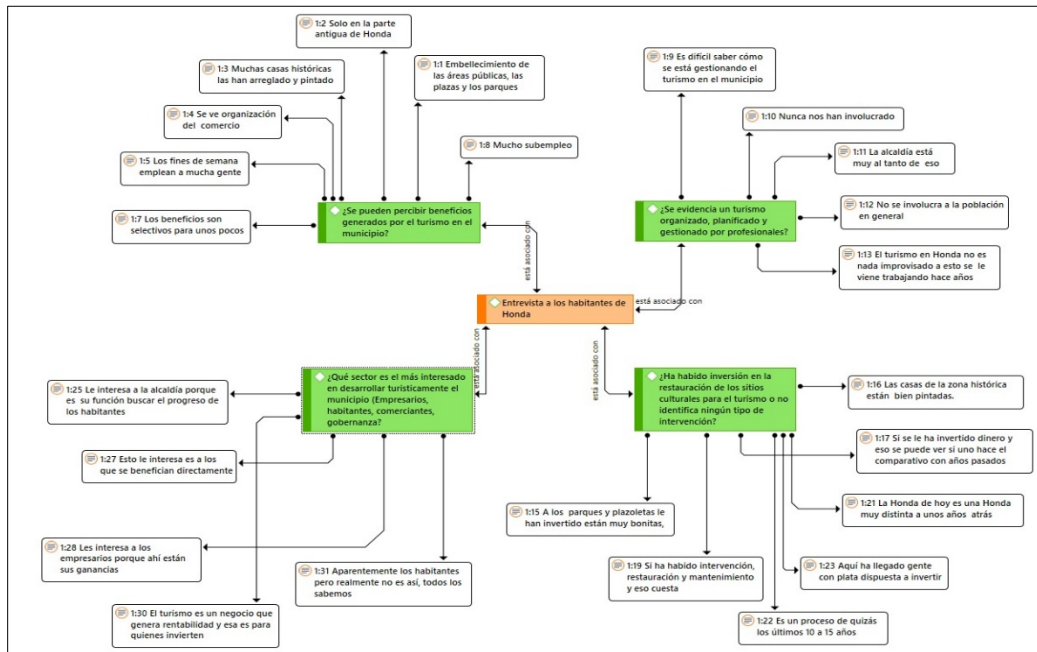 1:2 Solo en la parte
antigua de Honda
1:3 Muchas casas históricas
las han arreglado y pintado
1:1 Embellecimiento de
las áreas públicas, las
plazas y los parques
1:4 Se ve organización
del comercio
1:8 Mucho subempleo
1:5 Los fines de semana
emplean a mucha gente
1:7 Los beneficios son
selectivos para unos pocos
¿Se pueden percibir beneficios
generados por el turismo en el
municipio?
1:9 Es difícil saber cómo
se está gestionando el
turismo en el municipio
1:10 Nunca nos han involucrado
1:11 La alcaldía está
muy al tanto de eso
1:12 No se involucra a la población
en general
1:13 El turismo en Honda no es
nada improvisado a esto se le
viene trabajando hace años
¿Se evidencia un turismo
organizado, planificado y
gestionado por profesionales?
está asociado con
está asociado con
Entrevista a los habitantes de
Honda
está asociado con
está asociado con
¿Qué sector es el más interesado
en desarrollar turisticamente el
municipio (Empresarios,
habitantes, comerciantes,
gobernanza?
1:25 Le interesa a la alcaldía porque
es su función buscar el progreso de
los habitantes
1:27 Esto le interesa es a los
que se benefician directamente
1:28 Les interesa a los
empresarios porque ahí están
sus ganancias
1:30 El turismo es un negocio que
genera rentabilidad y esa es para
quienes invierten
1:31 Aparentemente los habitantes
pero realmente no es así, todos los
sabemos
¿Ha habido inversión en la
restauración de los sitios
culturales para el turismo o no
identifica ningún tipo de
intervención?
1:16 Las casas de la zona histórica
están bien pintadas.
1:17 Si se le ha invertido dinero y
eso se puede ver si uno hace el
comparativo con años pasados
1:15 A los parques y plazoletas le
han invertido están muy bonitas,
1:21 La Honda de hoy es una Honda
muy distinta a unos años atrás
1:19 Si ha habido intervención,
restauración y mantenimiento
y eso cuesta
1:23 Aquí ha llegado gente
con plata dispuesta a invertir
1:22 Es un proceso de quizás
los últimos 10 a 15 años